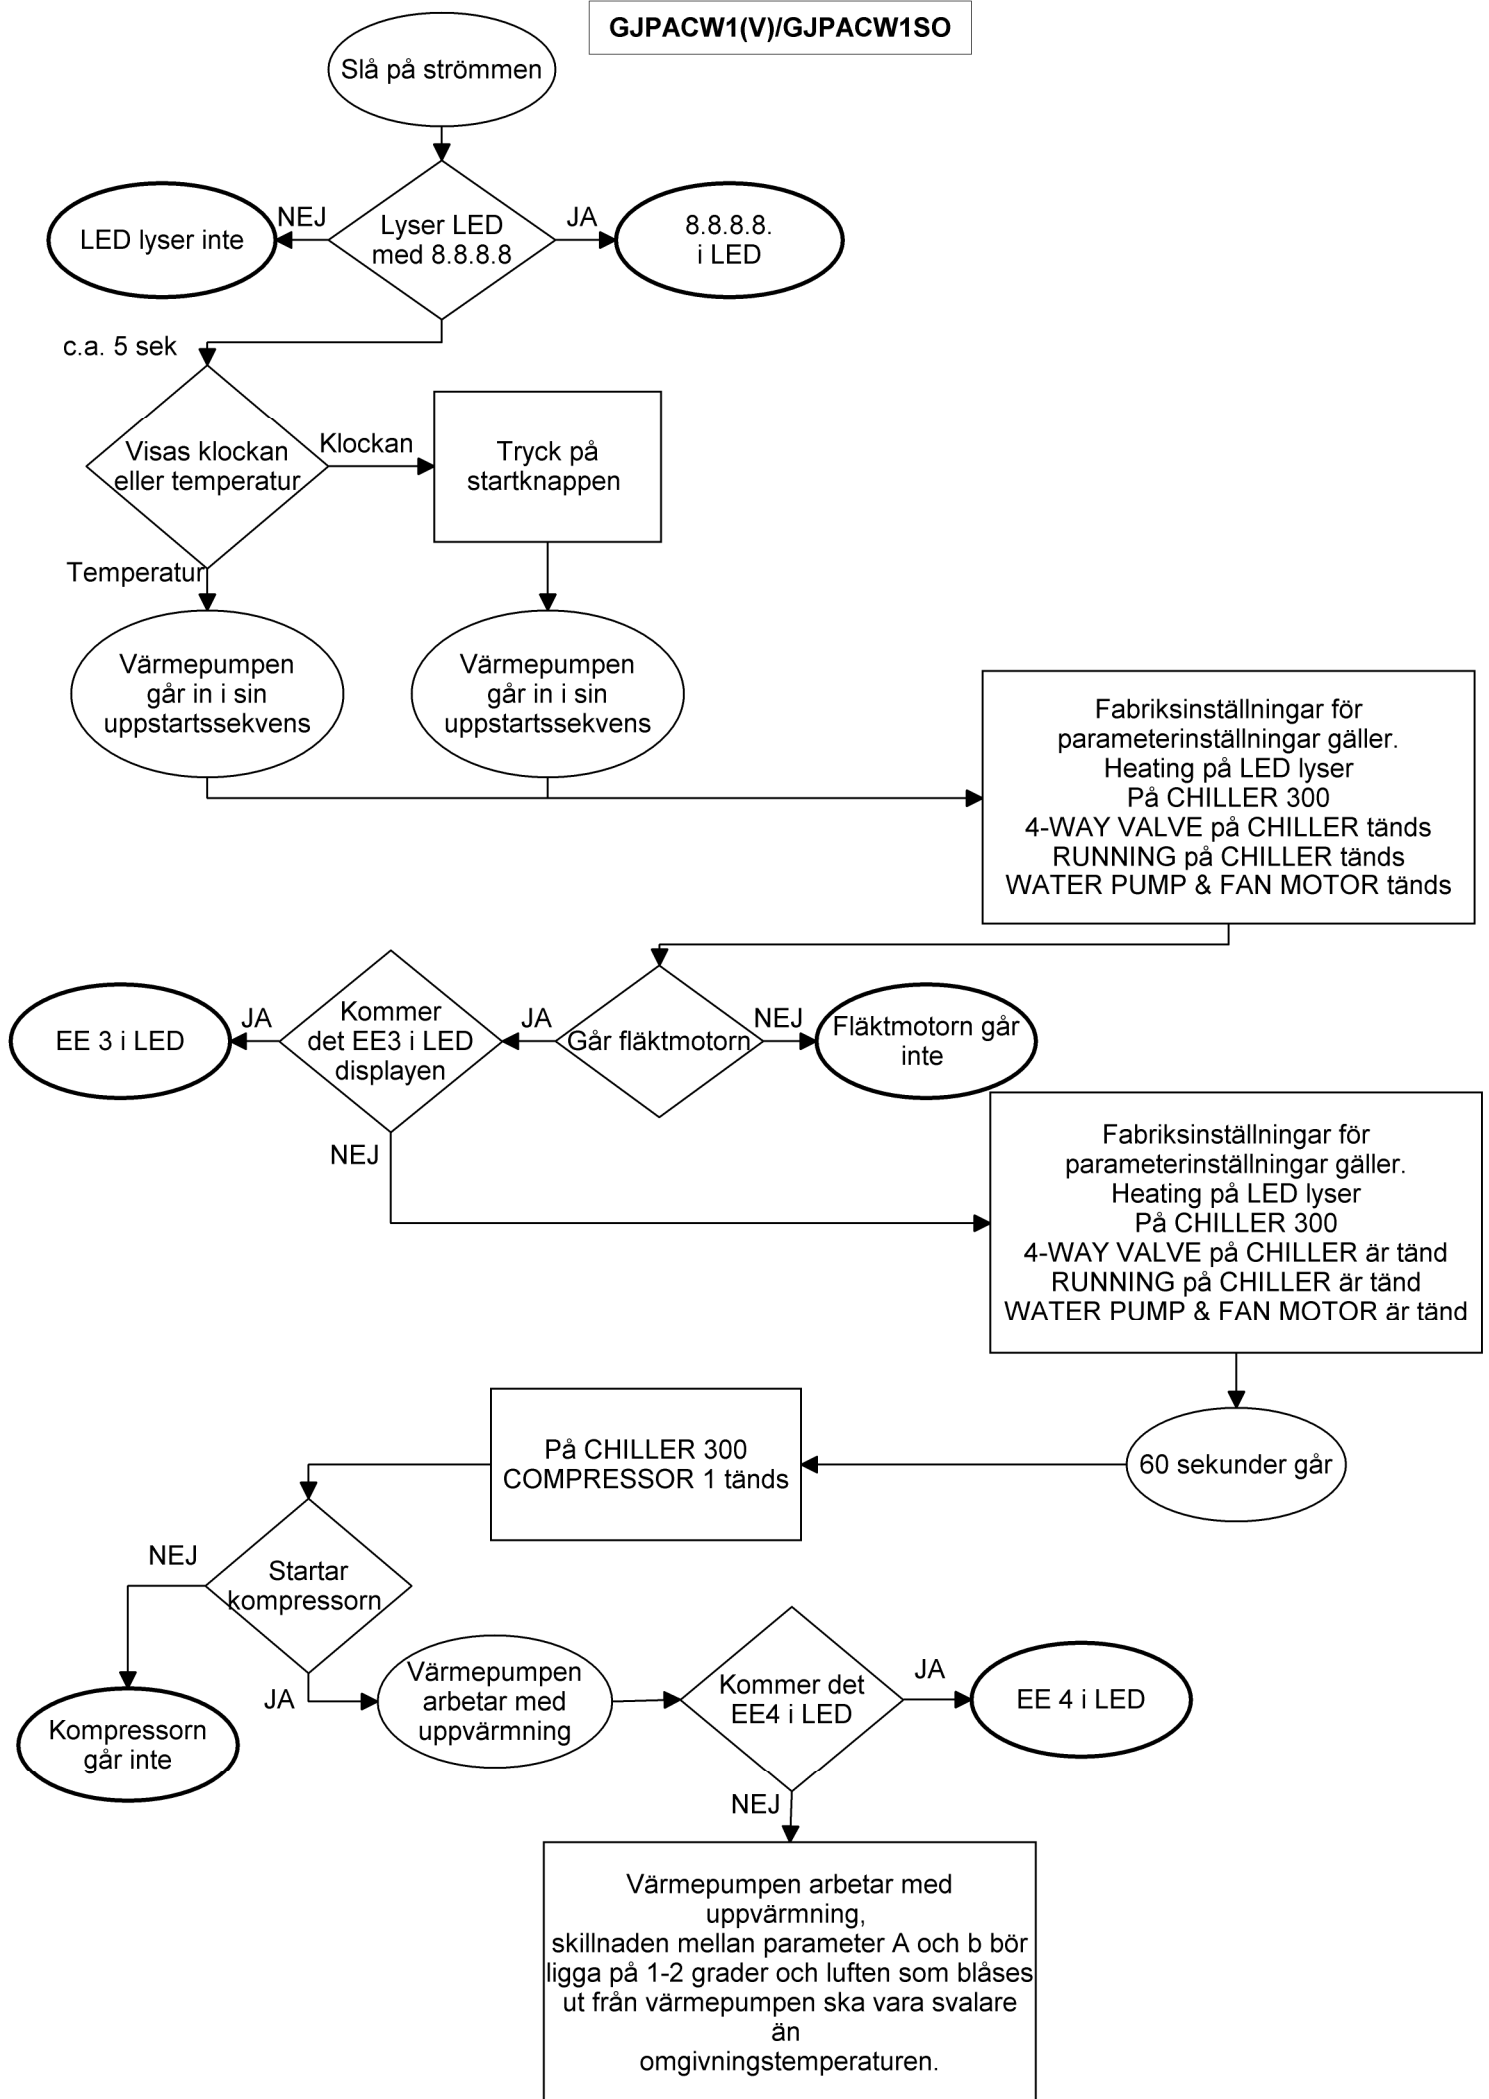 GJPACW1(V)/GJPACW1SO
Slå på strömmen
NEJ
JA
LED lyser inte
Lyser LED
med 8.8.8.8
8.8.8.8.
i LED
c.a. 5 sek
Visas klockan
eller temperatur
Klockan
Tryck på
startknappen
Temperatur
Värmepumpen
går in i sin
uppstartssekvens
Värmepumpen
går in i sin
uppstartssekvens
Fabriksinställningar för
parameterinställningar gäller.
Heating på LED lyser
På CHILLER 300
4-WAY VALVE på CHILLER tänds
RUNNING på CHILLER tänds
WATER PUMP & FAN MOTOR tänds
EE 3 i LED
JA
Kommer
det EE3 i LED
displayen
JA
Går fläktmotorn
NEJ
Fläktmotorn går
inte
NEJ
Fabriksinställningar för
parameterinställningar gäller.
Heating på LED lyser
På CHILLER 300
4-WAY VALVE på CHILLER är tänd
RUNNING på CHILLER är tänd
WATER PUMP & FAN MOTOR är tänd
60 sekunder går
På CHILLER 300
COMPRESSOR 1 tänds
NEJ
Startar
kompressorn
JA
Kompressorn
går inte
Värmepumpen
arbetar med
uppvärmning
Kommer det
EE4 i LED
JA
EE 4 i LED
NEJ
Värmepumpen arbetar med
uppvärmning,
skillnaden mellan parameter A och b bör
ligga på 1-2 grader och luften som blåses
ut från värmepumpen ska vara svalare
än
omgivningstemperaturen.